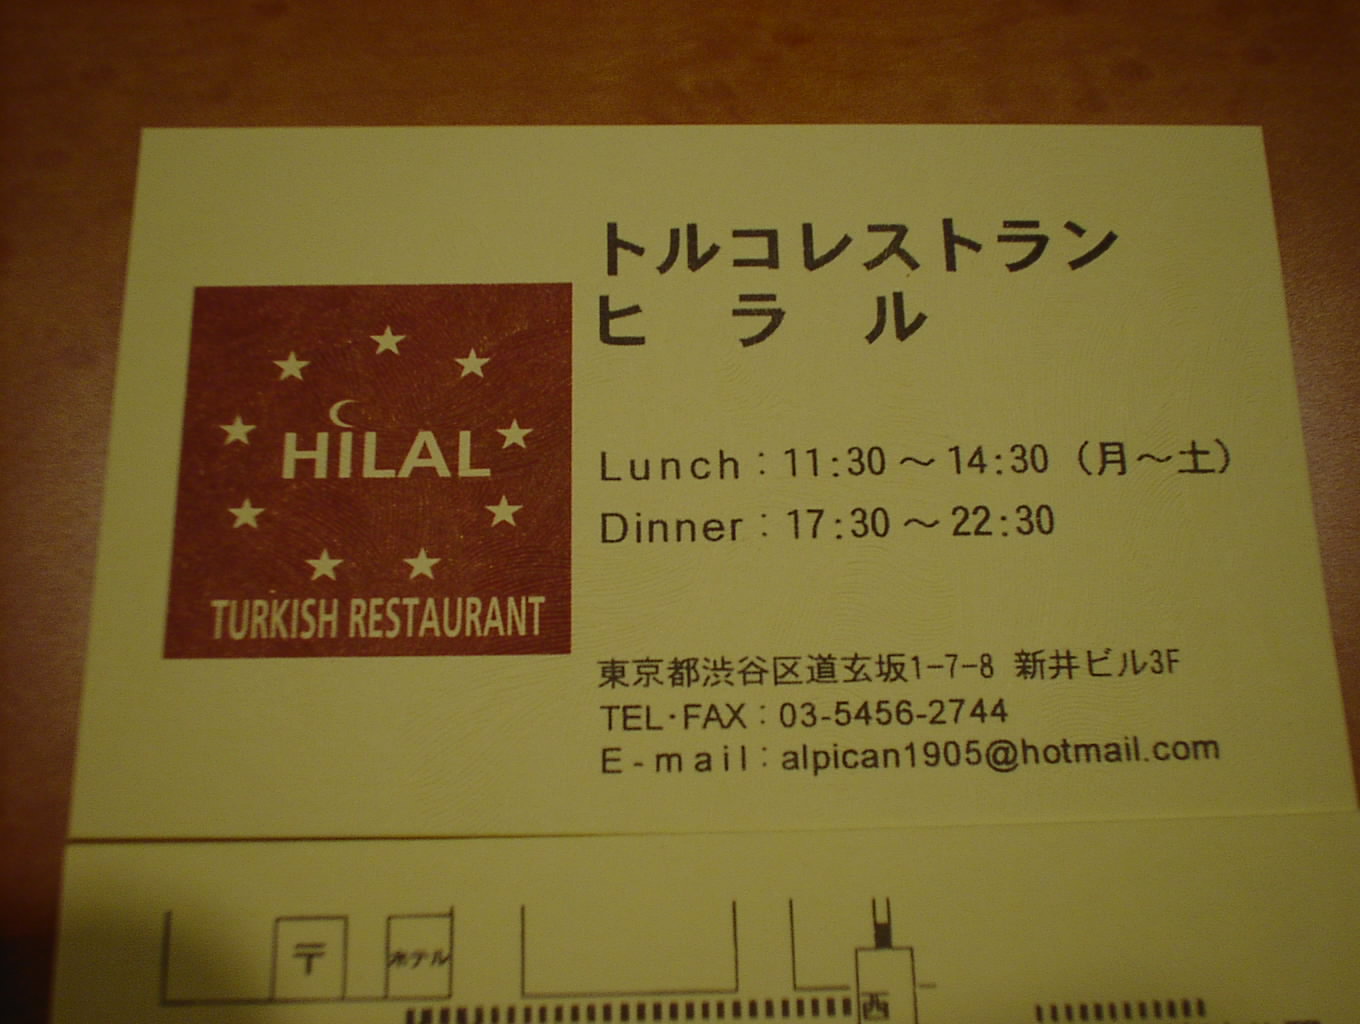 トルコレストラン
ヒラル
HiLAL
TURKISH RESTAURANT
Lunch：11:30～14:30（月～土）
Dinner：17:30～22:30
東京都渋谷区道玄坂1-7-8 新井ビル3F
TEL･FAX：03-5456-2744
E-mail：alpican1905@hotmail.com
〒
ホテル
西